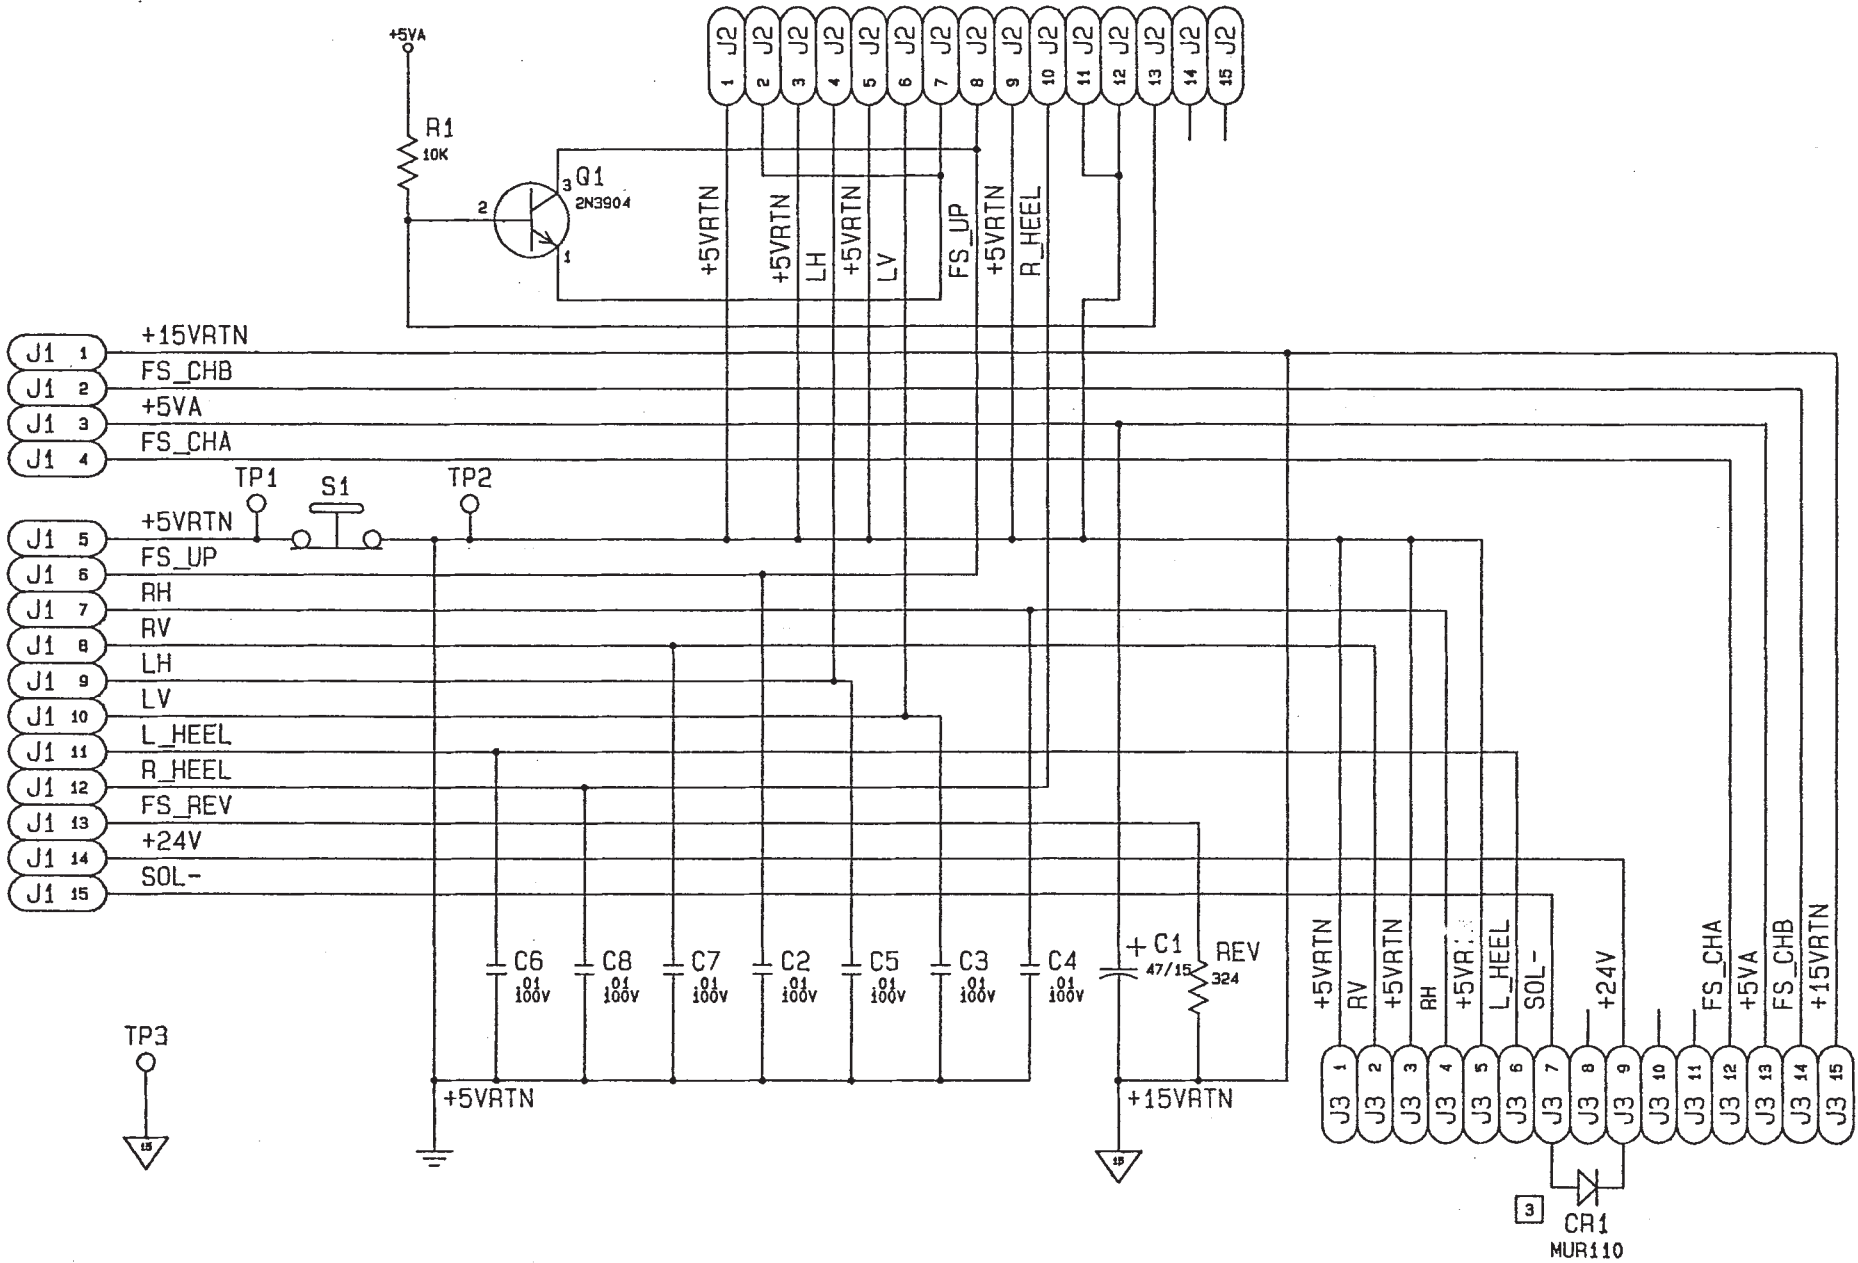 +5VA
J2 1
J2 2
J2 3
J2 4
J2 5
J2 6
J2 7
J2 8
J2 9
J2 10
J2 11
J2 12
J2 13
J2 14
J2 15
R1
10K
Q1
2N3904
3
2
1
+5VRTN
+5VRTN
LH
+5VRTN
LV
FS_UP
+5VRTN
R_HEEL
J1 1 +15VRTN
J1 2 FS_CHB
J1 3 +5VA
J1 4 FS_CHA
TP1
S1
TP2
J1 5 +5VRTN
J1 6 FS_UP
J1 7 RH
J1 8 RV
J1 9 LH
J1 10 LV
J1 11 L_HEEL
J1 12 R_HEEL
J1 13 FS_REV
J1 14 +24V
J1 15 SOL-
C6
.01
100V
C8
.01
100V
C7
.01
100V
C2
.01
100V
C5
.01
100V
C3
.01
100V
C4
.01
100V
+ C1
47/15
REV
324
+5VRTN
RV
+5VRTN
RH
+5VR
L_HEEL
SOL-
+24V
FS_CHA
+5VA
FS_CHB
+15VRTN
TP3
15
+5VRTN
+15VRTN
15
J3 1
J3 2
J3 3
J3 4
J3 5
J3 6
J3 7
J3 8
J3 9
J3 10
J3 11
J3 12
J3 13
J3 14
J3 15
3
CR1
MUR110